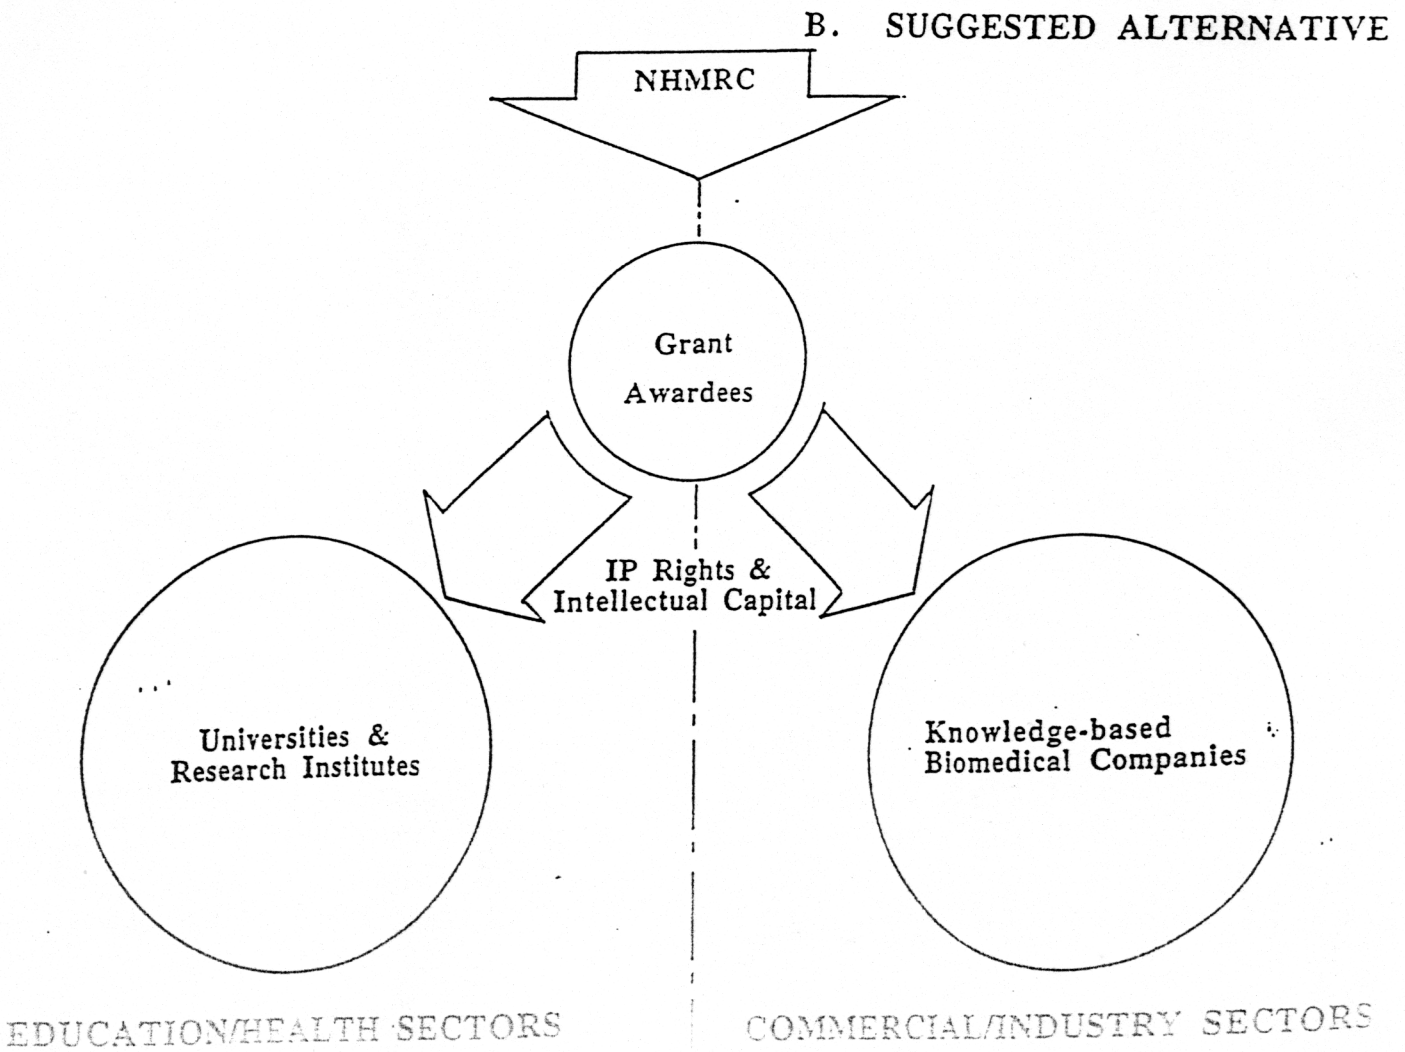 B. SUGGESTED ALTERNATIVE
NHMRC
Grant
Awardees
IP Rights &
Intellectual Capital
Universities &
Research Institutes
Knowledge-based
Biomedical Companies
EDUCATION/HEALTH SECTORS
COMMERCIAL/INDUSTRY SECTORS